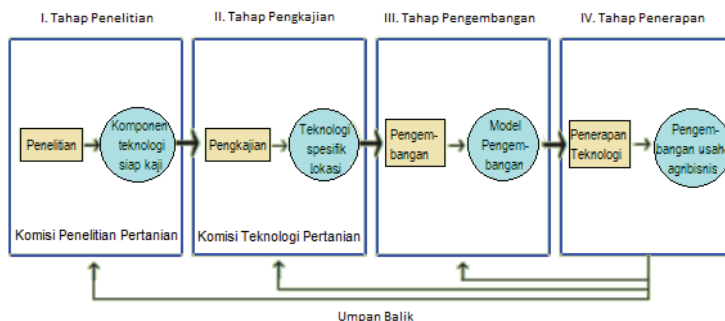 I. Tahap Penelitian
II. Tahap Pengkajian
III. Tahap Pengembangan
IV. Tahap Penerapan
Penelitian
Komponen
teknologi
siap kaji
Pengkajian
Teknologi
spesifik
lokasi
Pengem-
bangan
Model
Pengem-
bangan
Penerapan
Teknologi
Pengem-
bangan usaha
agribisnis
Komisi Penelitian Pertanian
Komisi Teknologi Pertanian
Umpan Balik